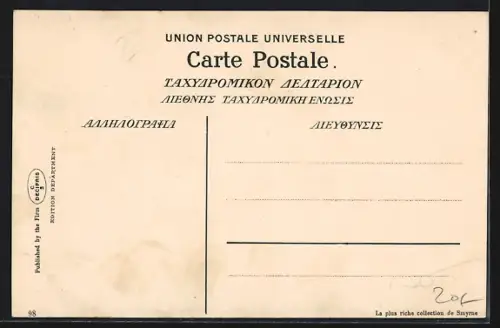 UNION POSTALE UNIVERSELLE
Carte Postale.
ΤΑΧΥΔΡΟΜΙΚΟΝ ΔΕΛΤΑΡΙΟΝ
ΔΙΕΘΝΗΣ ΤΑΧΥΔΡΟΜΙΚΗ ΕΝΩΣΙΣ
ΑΛΛΗΛΟΓΡΑΦΙΑ
ΔΙΕΥΘΥΝΣΙΣ
Published by the Firm
EDITION DEPARTMENT
98
La plus riche collection de Smyrne